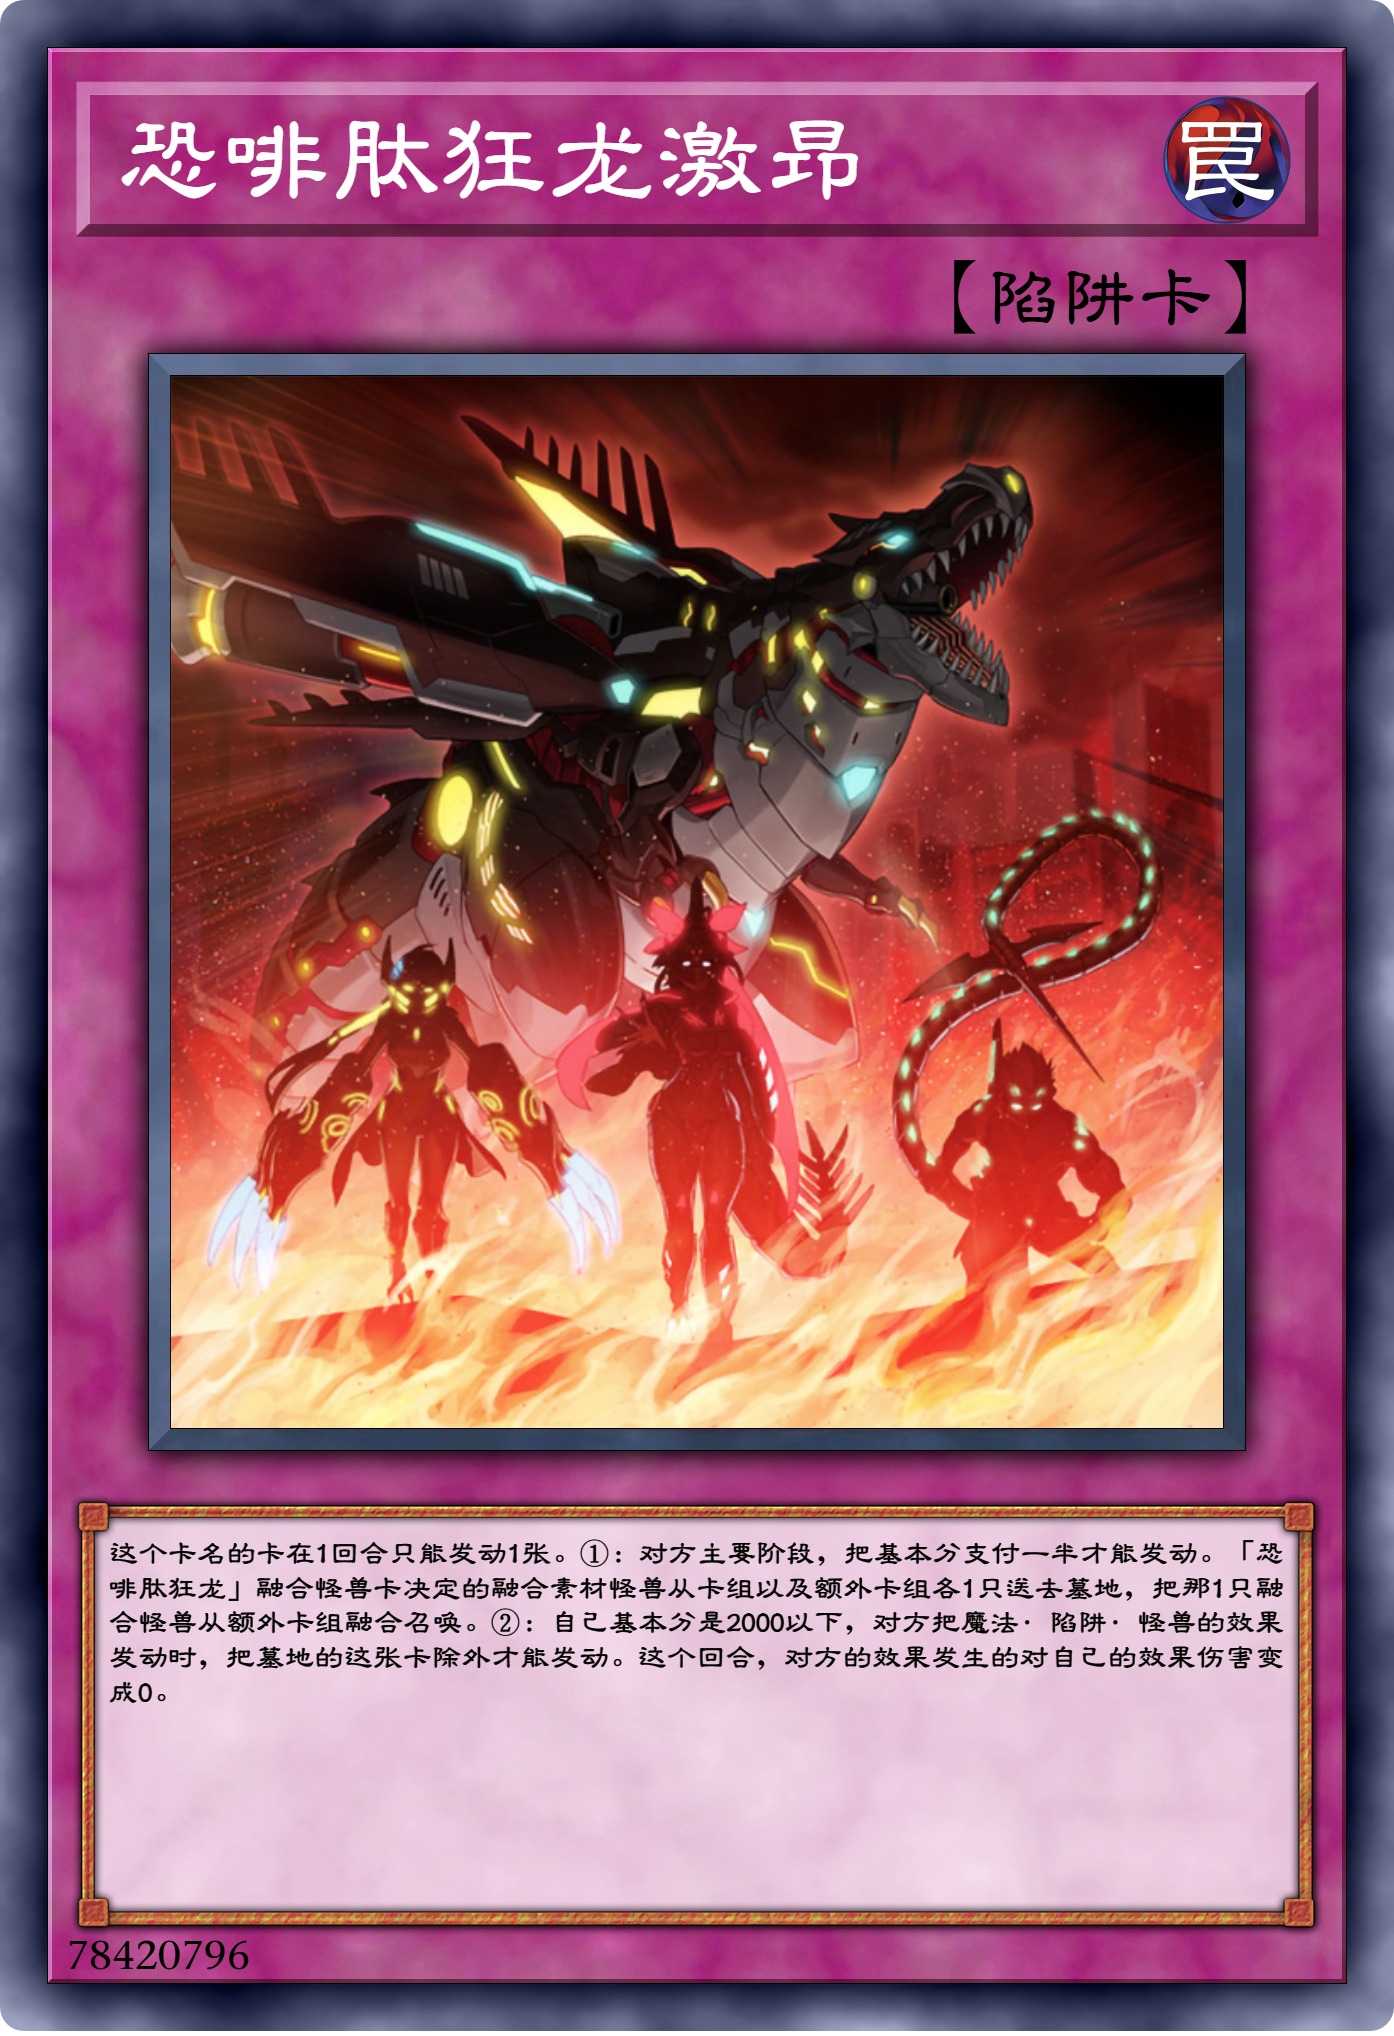 恐啡肽狂龙激昂
罠
【陷阱卡】
这个卡名的卡在1回合只能发动1张。①：对方主要阶段，把基本分支付一半才能发动。「恐
啡肽狂龙」融合怪兽卡决定的融合素材怪兽从卡组以及额外卡组各1只送去墓地，把那1只融
合怪兽从额外卡组融合召唤。②：自己基本分是2000以下，对方把魔法·陷阱·怪兽的效果
发动时，把墓地的这张卡除外才能发动。这个回合，对方的效果发生的对自己的效果伤害变
成0。
78420796